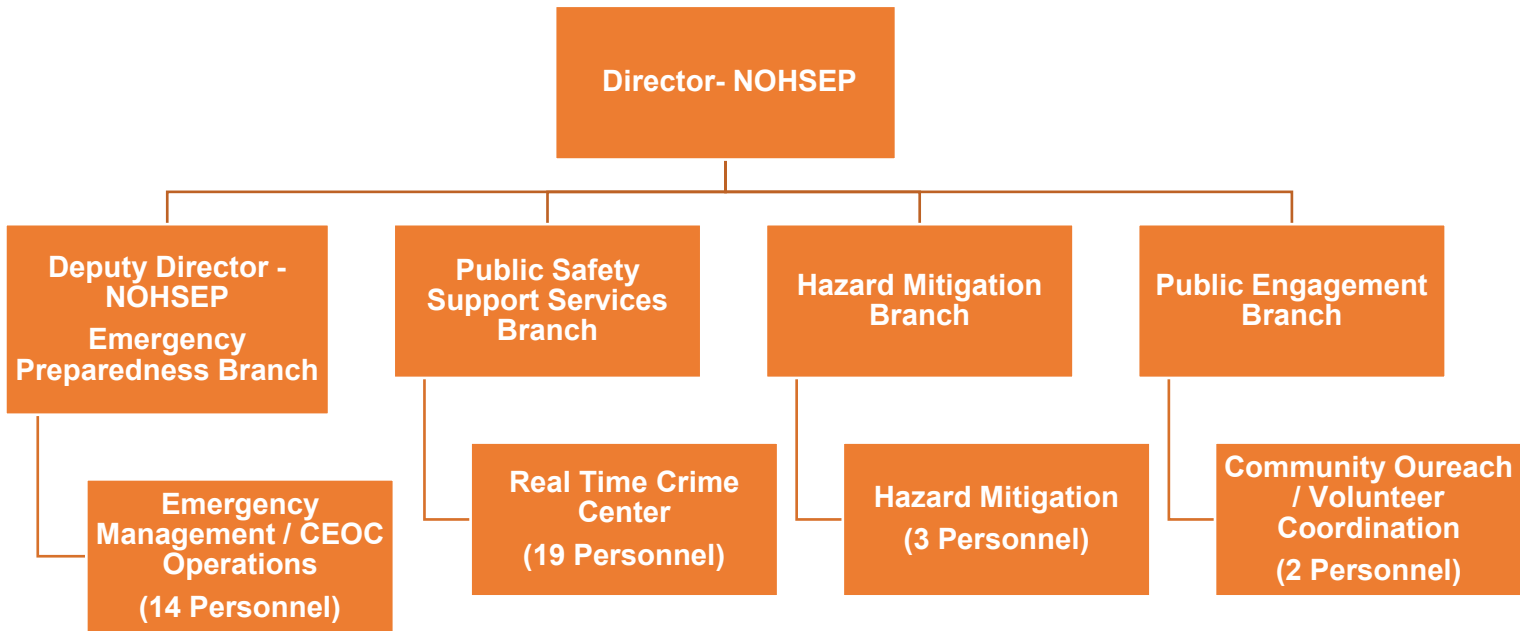 Director- NOHSEP
Deputy Director -
NOHSEP
Emergency
Preparedness Branch
Public Safety
Support Services
Branch
Hazard Mitigation
Branch
Public Engagement
Branch
Emergency
Management / CEOC
Operations
(14 Personnel)
Real Time Crime
Center
(19 Personnel)
Hazard Mitigation
(3 Personnel)
Community Oureach
/ Volunteer
Coordination
(2 Personnel)